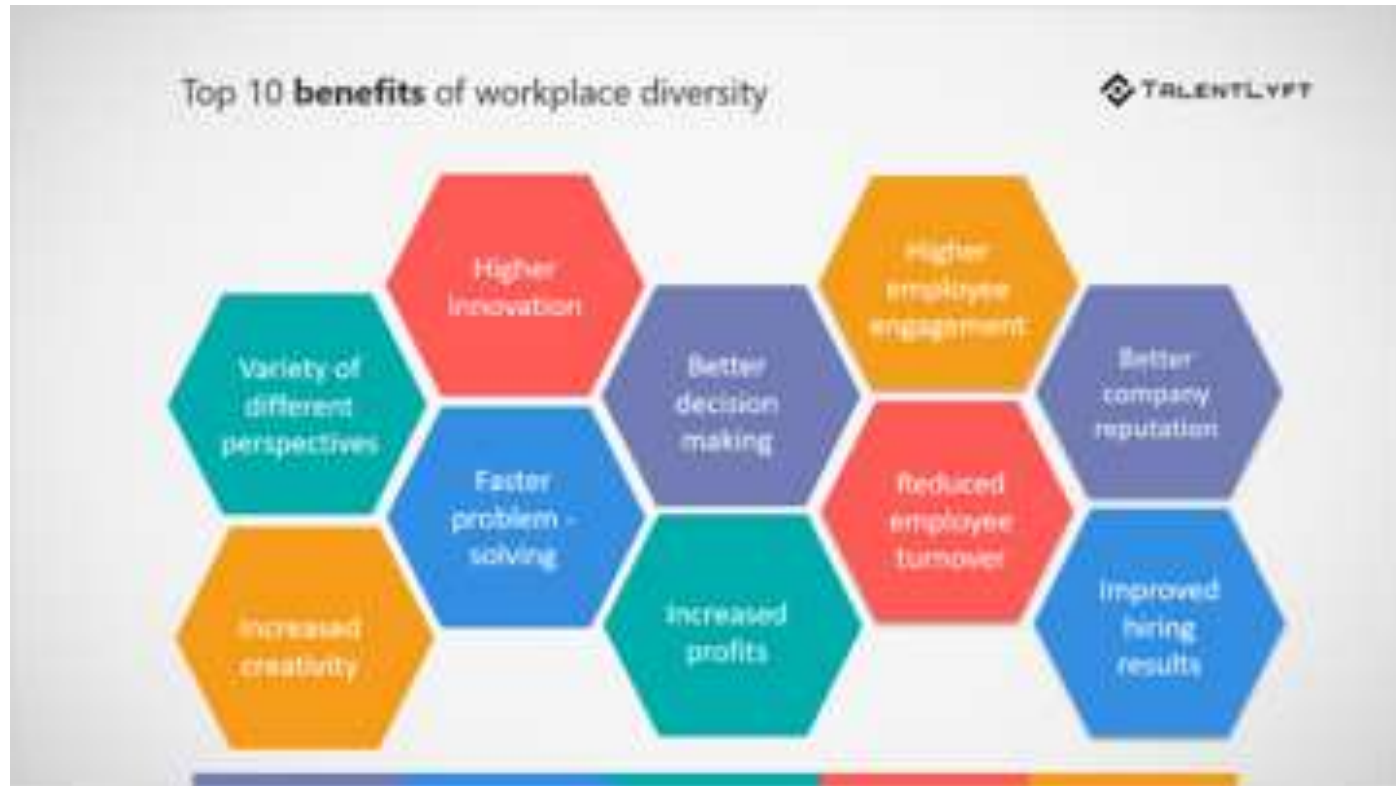 Top 10 benefits of workplace diversity
TALENTLYFT
Variety of
different
perspectives
Increased
creativity
Higher
Innovation
Faster
problem -
solving
Better
decision
making
Increased
profits
Higher
employee
engagement
Reduced
employee
turnover
Better
company
reputation
Improved
hiring
results